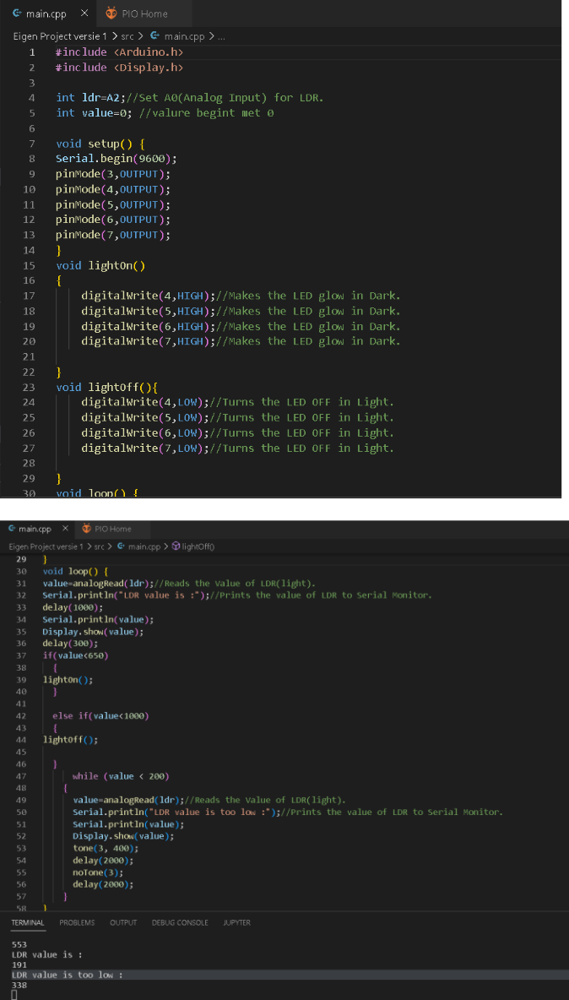 main.cpp × PIO Home
Eigen Project versie 1 > src > main.cpp > ...
1 #include <Arduino.h>
2 #include <Display.h>
3
4 int ldr=A2;//Set A0(Analog Input) for LDR.
5 int value=0; //valure begint met 0
6
7 void setup() {
8 Serial.begin(9600);
9 pinMode(3,OUTPUT);
10 pinMode(4,OUTPUT);
11 pinMode(5,OUTPUT);
12 pinMode(6,OUTPUT);
13 pinMode(7,OUTPUT);
14 }
15 void lightOn()
16 {
17 digitalWrite(4,HIGH);//Makes the LED glow in Dark.
18 digitalWrite(5,HIGH);//Makes the LED glow in Dark.
19 digitalWrite(6,HIGH);//Makes the LED glow in Dark.
20 digitalWrite(7,HIGH);//Makes the LED glow in Dark.
21
22 }
23 void lightOff(){
24 digitalWrite(4,LOW);//Turns the LED OFF in Light.
25 digitalWrite(5,LOW);//Turns the LED OFF in Light.
26 digitalWrite(6,LOW);//Turns the LED OFF in Light.
27 digitalWrite(7,LOW);//Turns the LED OFF in Light.
28
29 }
30 void loop() {
main.cpp × PIO Home
Eigen Project versie 1 > src > main.cpp > lightOff()
29 }
30 void loop() {
31 value=analogRead(ldr);//Reads the Value of LDR(light).
32 Serial.println("LDR value is :");//Prints the value of LDR to Serial Monitor.
33 delay(1000);
34 Serial.println(value);
35 Display.show(value);
36 delay(300);
37 if(value<650)
38 {
39 lightOn();
40 }
41
42 else if(value<1000)
43 {
44 lightOff();
45
46 }
47 while (value < 200)
48 {
49 value=analogRead(ldr);//Reads the Value of LDR(light).
50 Serial.println("LDR value is too low :");//Prints the value of LDR to Serial Monitor.
51 Serial.println(value);
52 Display.show(value);
53 tone(3, 400);
54 delay(2000);
55 noTone(3);
56 delay(2000);
57 }
58 }
TERMINAL PROBLEMS OUTPUT DEBUG CONSOLE JUPYTER
553
LDR value is :
191
LDR value is too low :
338